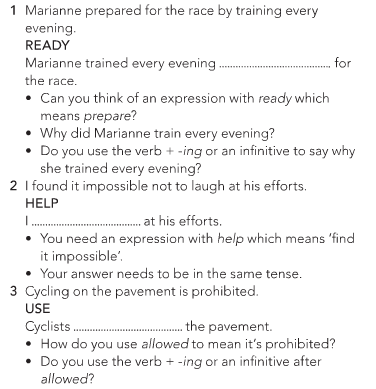 1 Marianne prepared for the race by training every
evening.
READY
Marianne trained every evening ........................................ for
the race.
• Can you think of an expression with ready which
means prepare?
• Why did Marianne train every evening?
• Do you use the verb + -ing or an infinitive to say why
she trained every evening?
2 I found it impossible not to laugh at his efforts.
HELP
I ........................................ at his efforts.
• You need an expression with help which means 'find
it impossible'.
• Your answer needs to be in the same tense.
3 Cycling on the pavement is prohibited.
USE
Cyclists ........................................ the pavement.
• How do you use allowed to mean it's prohibited?
• Do you use the verb + -ing or an infinitive after
allowed?